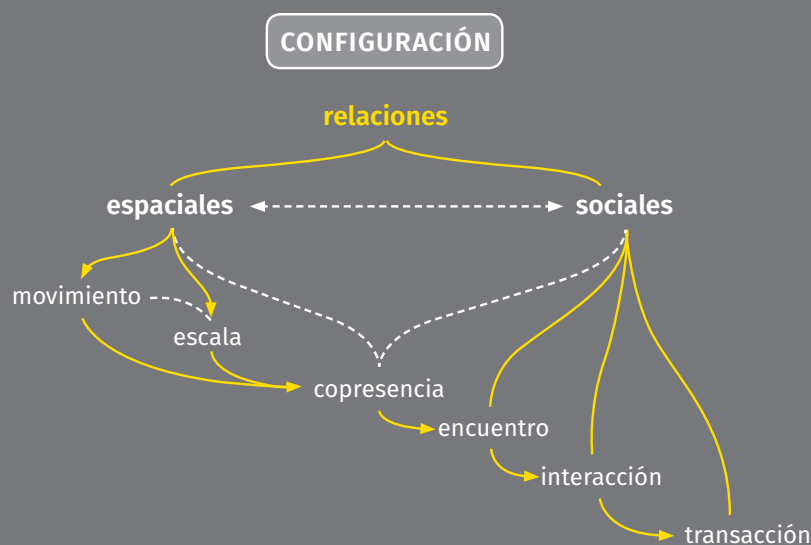 CONFIGURACIÓN
relaciones
espaciales
sociales
movimiento
escala
copresencia
encuentro
interacción
transacción